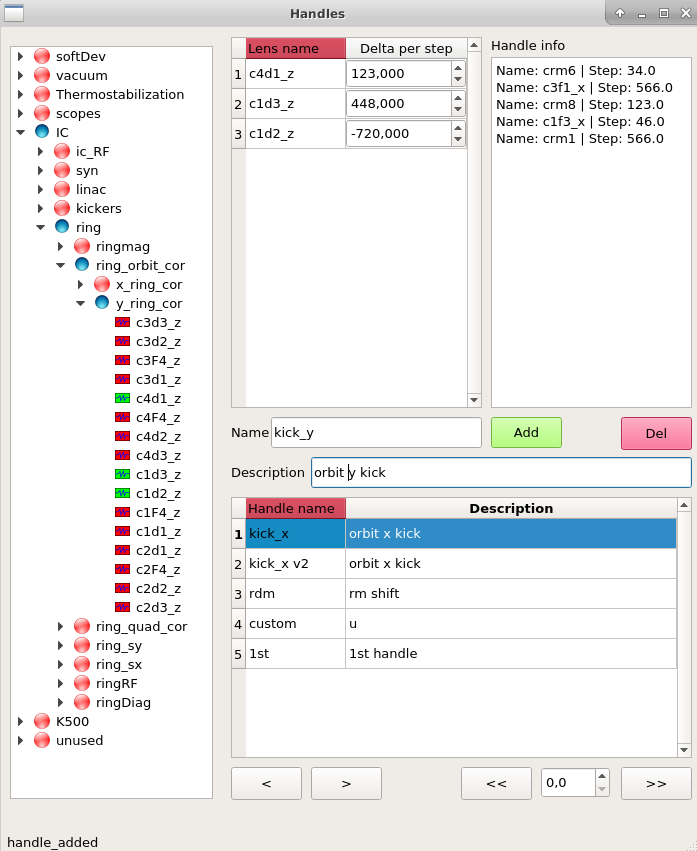 Handles
softDev
vacuum
Thermostabilization
scopes
IC
ic_RF
syn
linac
kickers
ring
ringmag
ring_orbit_cor
x_ring_cor
y_ring_cor
c3d3_z
c3d2_z
c3F4_z
c3d1_z
c4d1_z
c4F4_z
c4d2_z
c4d3_z
c1d3_z
c1d2_z
c1F4_z
c1d1_z
c2d1_z
c2F4_z
c2d2_z
c2d3_z
ring_quad_cor
ring_sy
ring_sx
ringRF
ringDiag
K500
unused
Lens name Delta per step
1 c4d1_z 123,000
2 c1d3_z 448,000
3 c1d2_z -720,000
Handle info
Name: crm6 | Step: 34.0
Name: c3f1_x | Step: 566.0
Name: crm8 | Step: 123.0
Name: c1f3_x | Step: 46.0
Name: crm1 | Step: 566.0
Name kick_y Add Del
Description orbit y kick
Handle name Description
1 kick_x orbit x kick
2 kick_x v2 orbit x kick
3 rdm rm shift
4 custom u
5 1st 1st handle
< > << 0,0 >>
handle_added